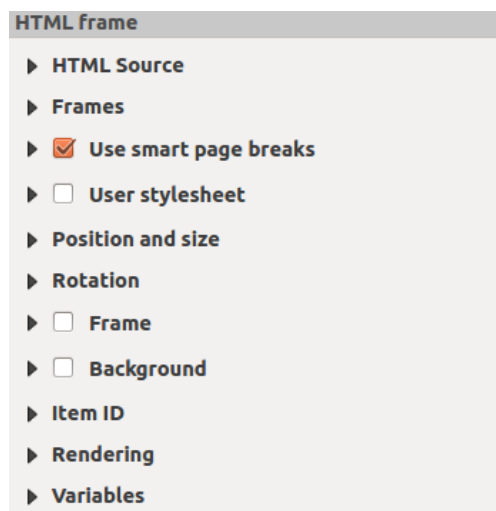 HTML frame
HTML Source
Frames
Use smart page breaks
User stylesheet
Position and size
Rotation
Frame
Background
Item ID
Rendering
Variables